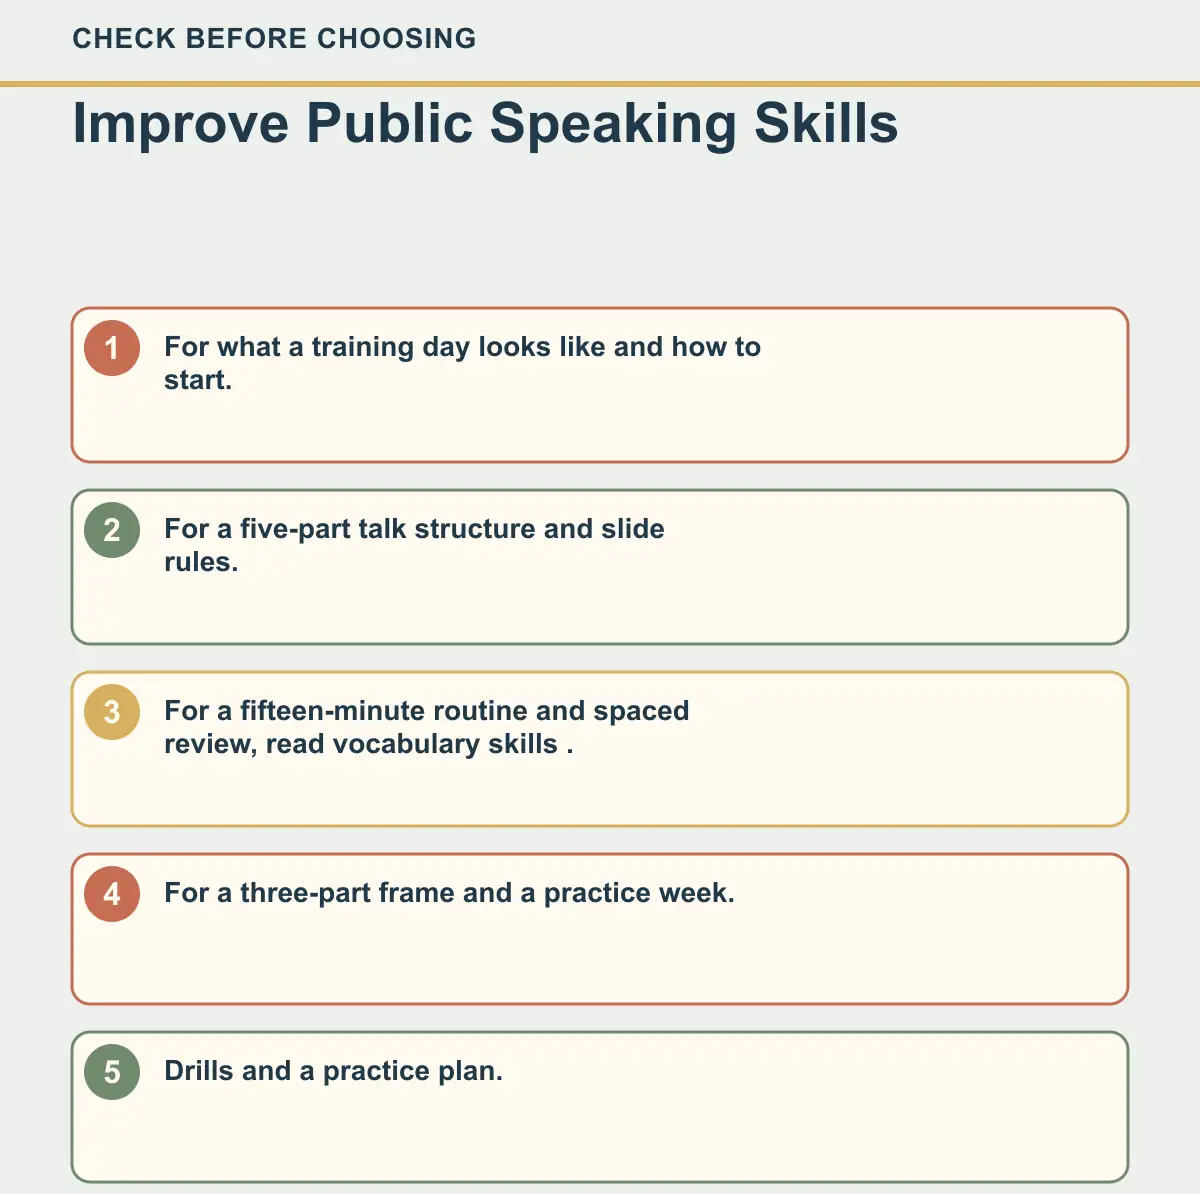 CHECK BEFORE CHOOSING
Improve Public Speaking Skills
1
For what a training day looks like and how to
start.
2
For a five-part talk structure and slide
rules.
3
For a fifteen-minute routine and spaced
review, read vocabulary skills .
4
For a three-part frame and a practice week.
5
Drills and a practice plan.